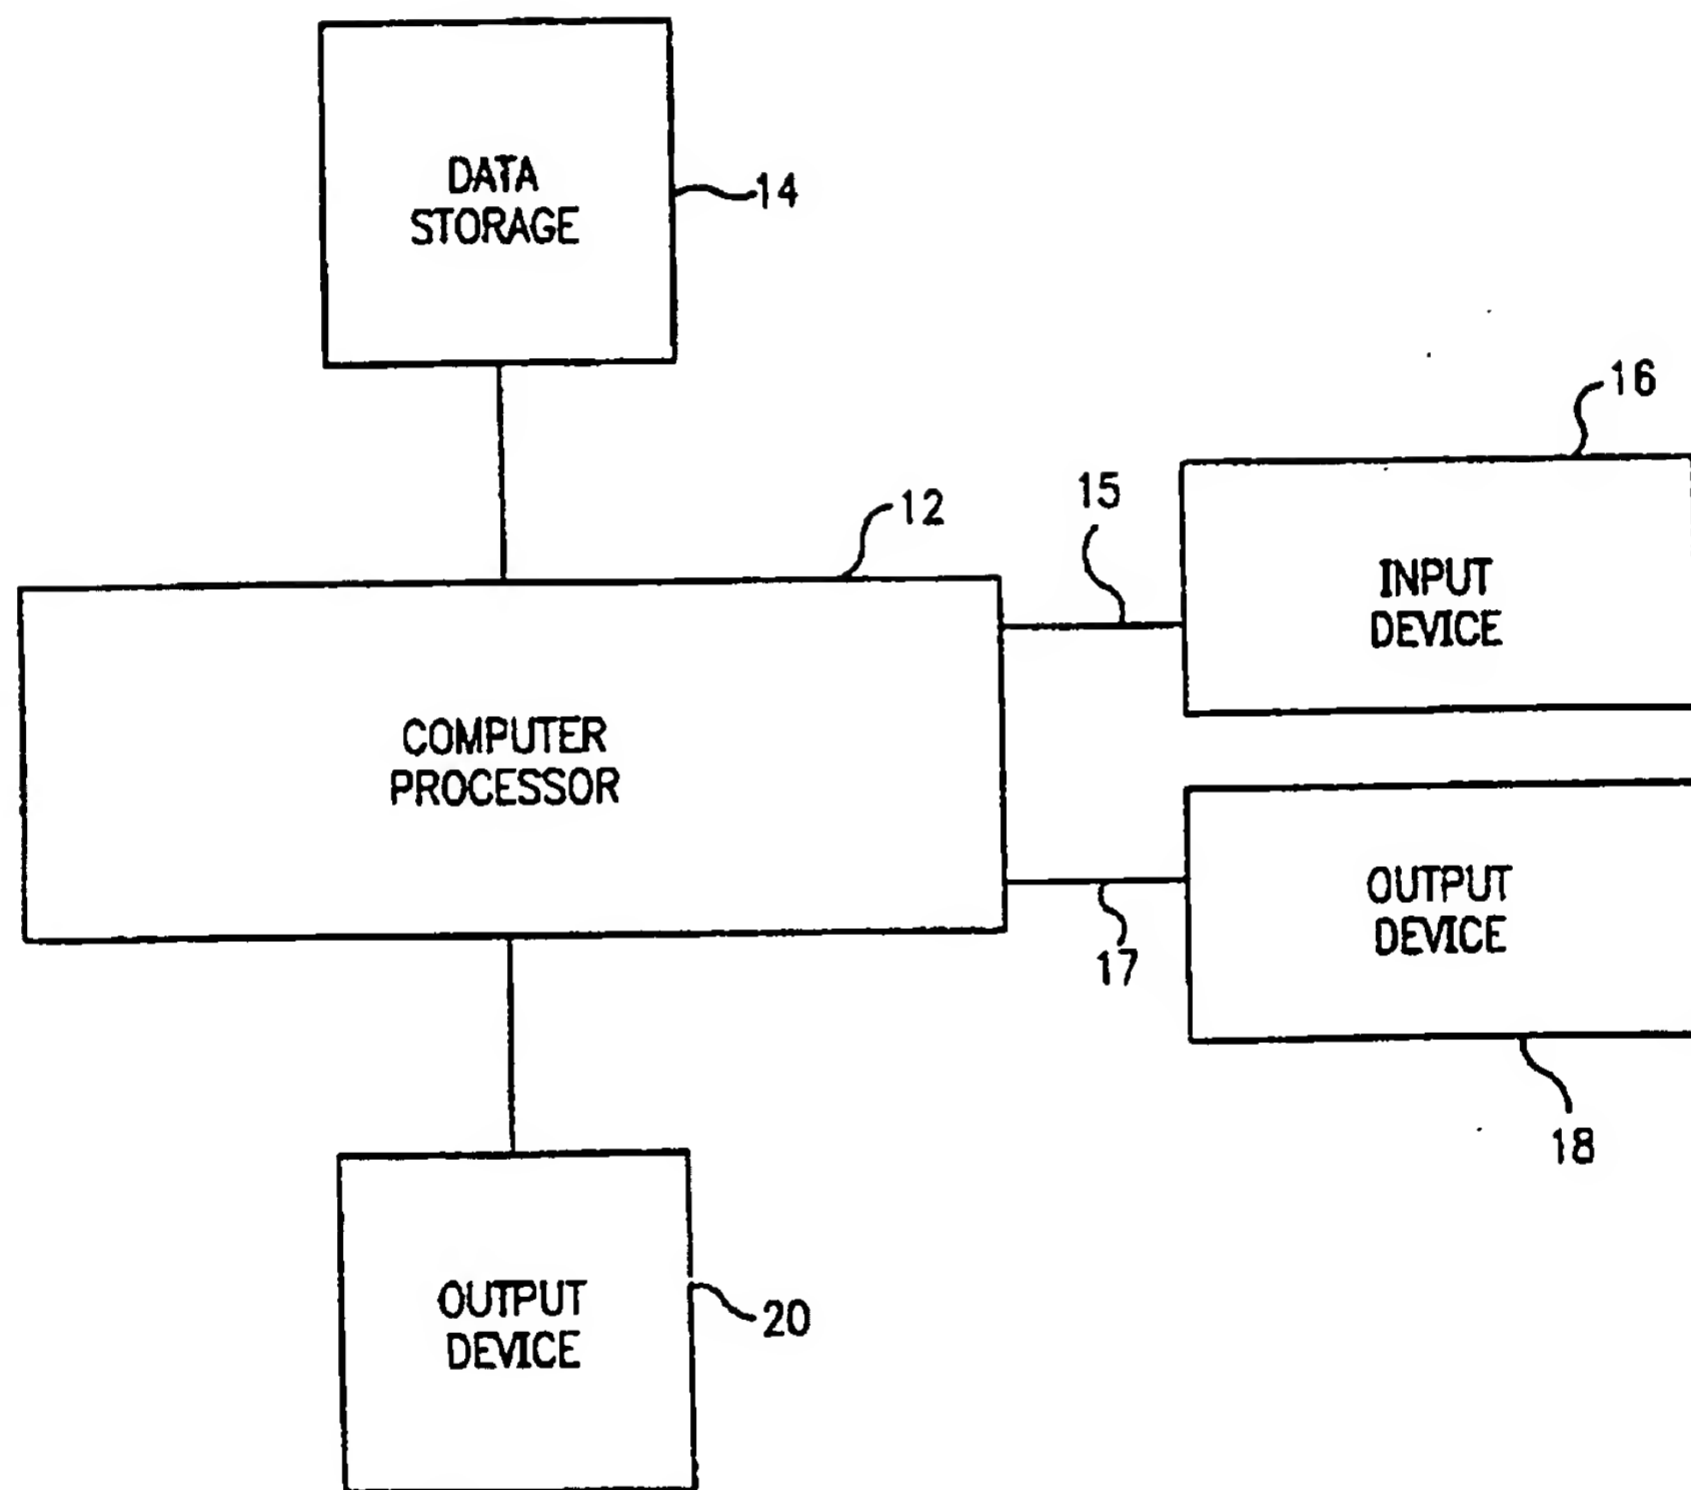 DATA
STORAGE
14
16
15
12
INPUT
DEVICE
COMPUTER
PROCESSOR
OUTPUT
DEVICE
17
18
OUTPUT
DEVICE
20